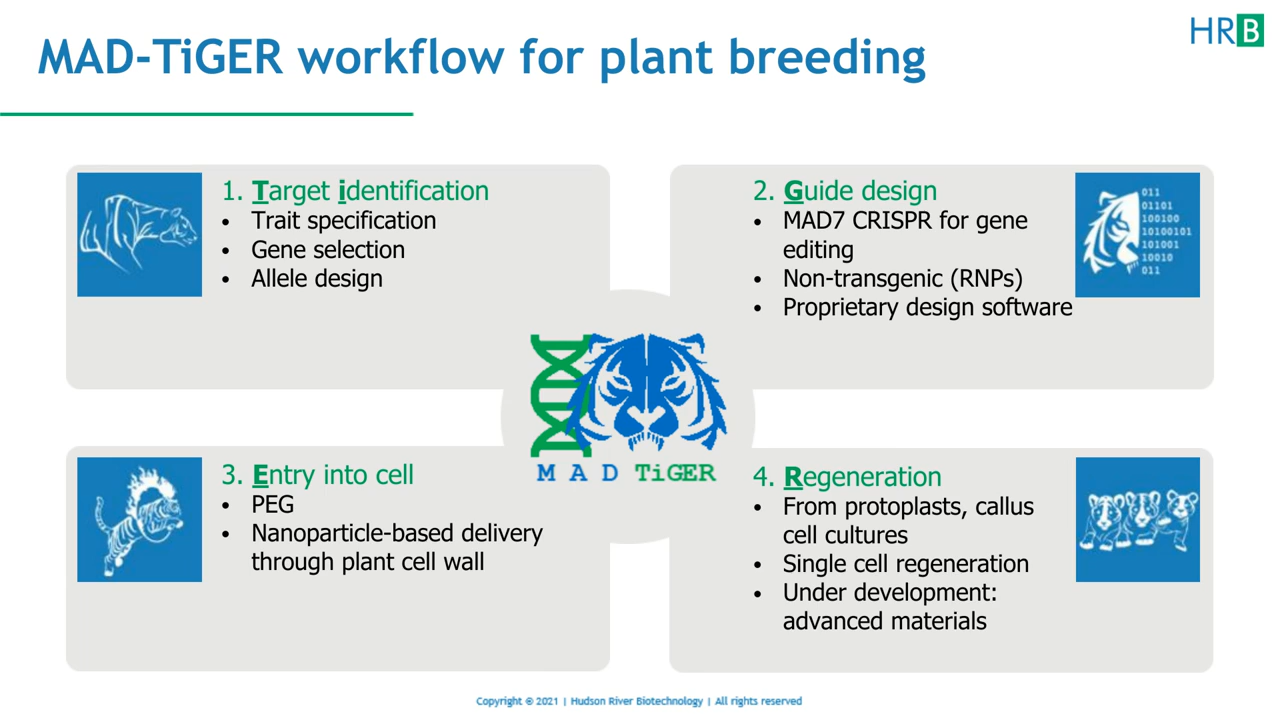 MAD-TiGER workflow for plant breeding
HRB
1. Target identification
• Trait specification
• Gene selection
• Allele design
2. Guide design
• MAD7 CRISPR for gene
editing
• Non-transgenic (RNPs)
• Proprietary design software
011
01101
100100
10100101
101001
10010
011
MAD TiGER
3. Entry into cell
• PEG
• Nanoparticle-based delivery
through plant cell wall
4. Regeneration
• From protoplasts, callus
cell cultures
• Single cell regeneration
• Under development:
advanced materials
Copyright © 2021 | Hudson River Biotechnology | All rights reserved